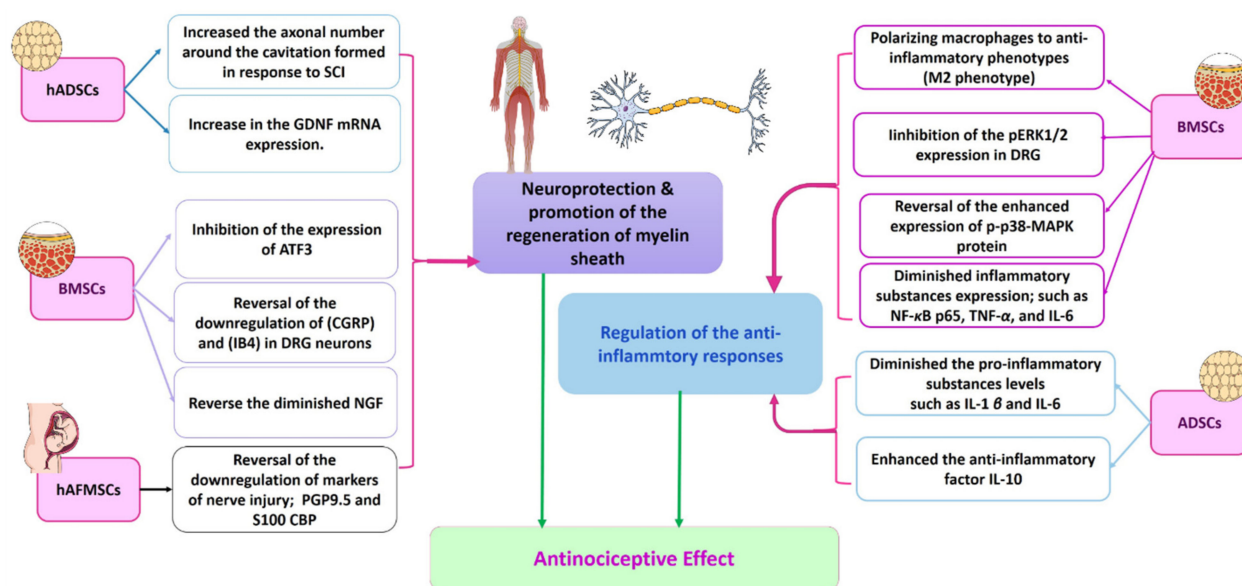 hADSCs
Increased the axonal number
around the cavitation formed
in response to SCI
Increase in the GDNF mRNA
expression.
BMSCs
Inhibition of the expression
of ATF3
Reversal of the
downregulation of (CGRP)
and (IB4) in DRG neurons
Reverse the diminished NGF
hAFMSCs
Reversal of the
downregulation of markers
of nerve injury; PGP9.5 and
S100 CBP
Neuroprotection &
promotion of the
regeneration of myelin
sheath
Regulation of the anti-
inflammtory responses
Antinociceptive Effect
Polarizing macrophages to anti-
inflammatory phenotypes
(M2 phenotype)
Iinhibition of the pERK1/2
expression in DRG
Reversal of the enhanced
expression of p-p38-MAPK
protein
Diminished inflammatory
substances expression; such as
NF-κB p65, TNF-α, and IL-6
BMSCs
Diminished the pro-inflammatory
substances levels
such as IL-1 β and IL-6
Enhanced the anti-inflammatory
factor IL-10
ADSCs